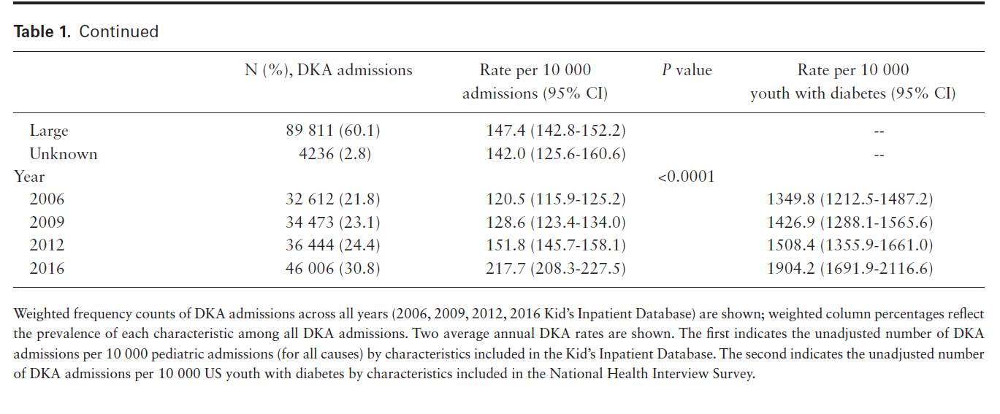 Table 1. Continued
N (%), DKA admissions Rate per 10 000 admissions (95% CI) P value Rate per 10 000 youth with diabetes (95% CI)
Large 89 811 (60.1) 147.4 (142.8-152.2) --
Unknown 4236 (2.8) 142.0 (125.6-160.6) --
Year <0.0001
2006 32 612 (21.8) 120.5 (115.9-125.2) 1349.8 (1212.5-1487.2)
2009 34 473 (23.1) 128.6 (123.4-134.0) 1426.9 (1288.1-1565.6)
2012 36 444 (24.4) 151.8 (145.7-158.1) 1508.4 (1355.9-1661.0)
2016 46 006 (30.8) 217.7 (208.3-227.5) 1904.2 (1691.9-2116.6)
Weighted frequency counts of DKA admissions across all years (2006, 2009, 2012, 2016 Kid’s Inpatient Database) are shown; weighted column percentages reflect
the prevalence of each characteristic among all DKA admissions. Two average annual DKA rates are shown. The first indicates the unadjusted number of DKA
admissions per 10 000 pediatric admissions (for all causes) by characteristics included in the Kid’s Inpatient Database. The second indicates the unadjusted number
of DKA admissions per 10 000 US youth with diabetes by characteristics included in the National Health Interview Survey.